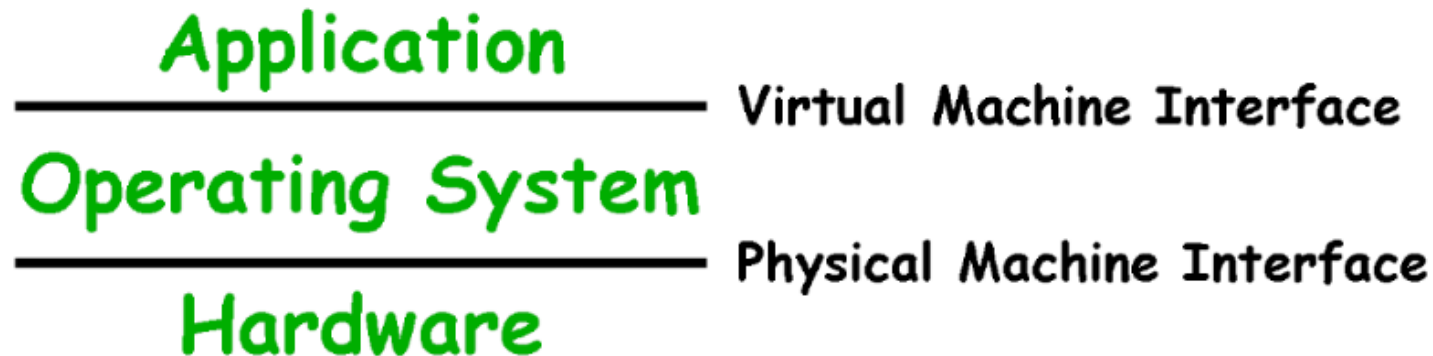 Application
Virtual Machine Interface
Operating System
Physical Machine Interface
Hardware